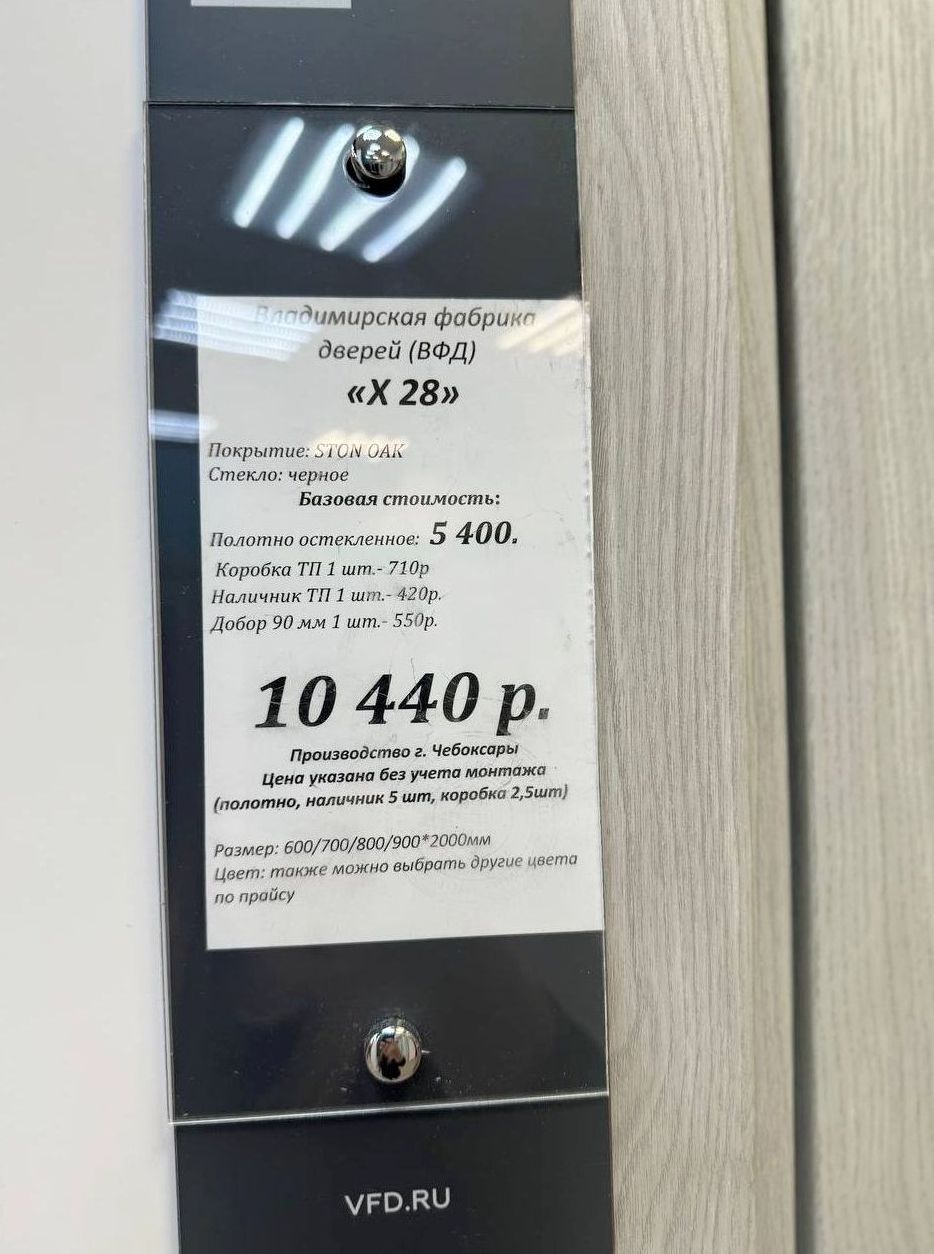 Владимирская фабрика
дверей (ВФД)
«X 28»
Покрытие: STON OAK
Стекло: черное
Базовая стоимость:
Полотно остекленное: 5 400.
Коробка ТП 1 шт.- 710р
Наличник ТП 1 шт.- 420р.
Добор 90 мм 1 шт.- 550р.
10 440 р.
Производство г. Чебоксары
Цена указана без учета монтажа
(полотно, наличник 5 шт, коробка 2,5шт)
Размер: 600/700/800/900*2000мм
Цвет: также можно выбрать другие цвета
по прайсу
VFD.RU